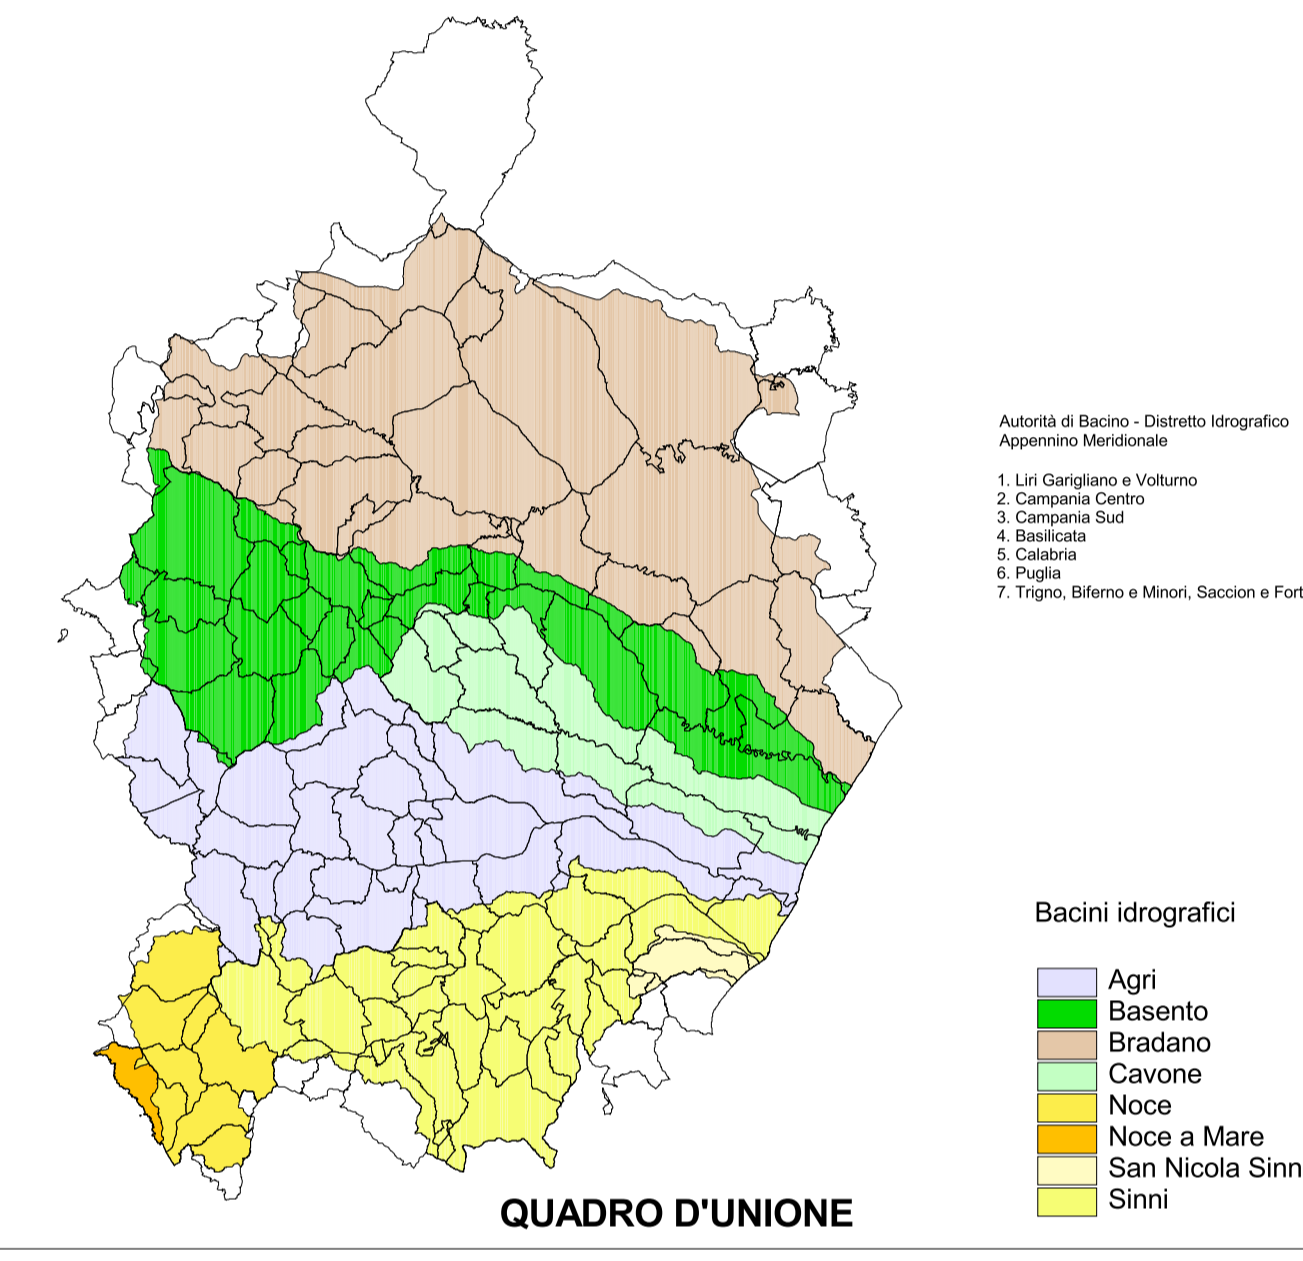 Autorità di Bacino - Distretto Idrografico
Appennino Meridionale
1. Liri Garigliano e Volturno
2. Campania Centro
3. Campania Sud
4. Basilicata
5. Calabria
6. Puglia
7. Trigno, Biferno e Minori, Saccion e Fort
Bacini idrografici
Agri
Basento
Bradano
Cavone
Noce
Noce a Mare
San Nicola Sinn
Sinni
QUADRO D'UNIONE